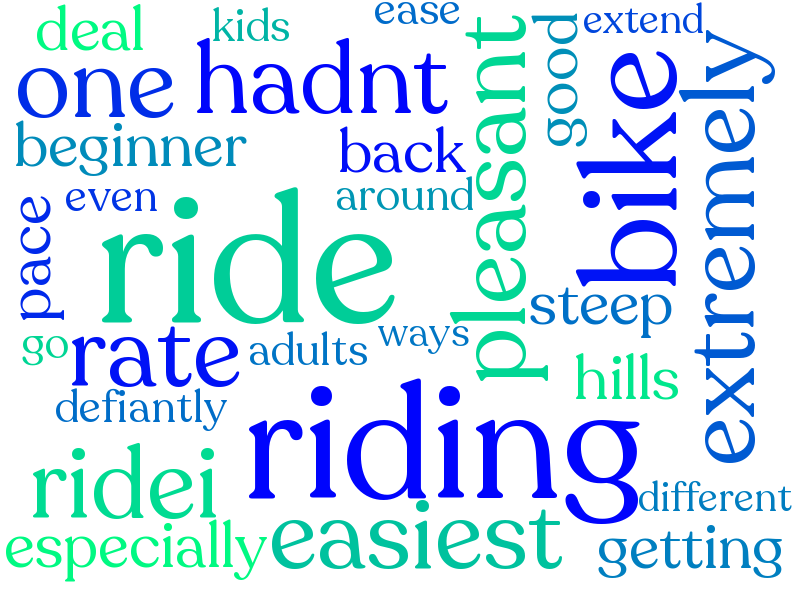 deal
kids
ease
extend
one
hadnt
pleasant
good
bike
extremely
beginner
back
even
around
pace
ride
steep
go
rate
adults
ways
hills
defiantly
riding
ridei
different
especially
easiest
getting